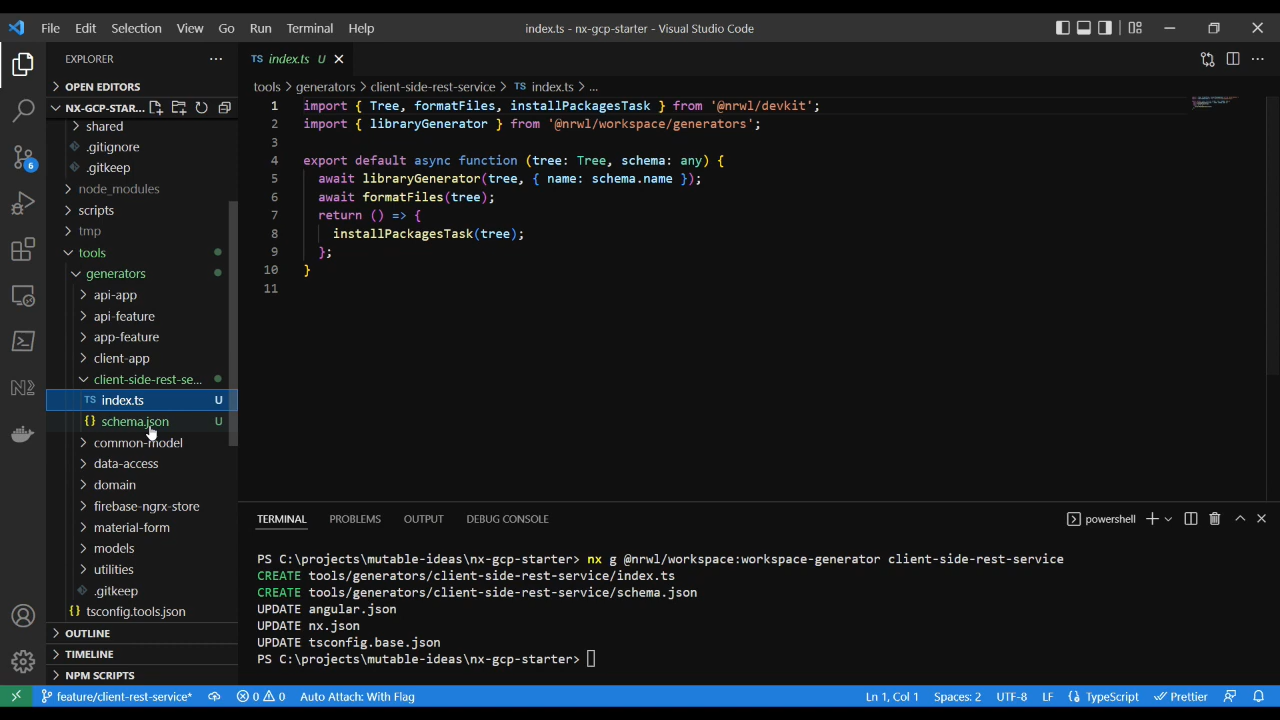 File Edit Selection View Go Run Terminal Help
index.ts - nx-gcp-starter - Visual Studio Code
EXPLORER
OPEN EDITORS
NX-GCP-STAR...
shared
.gitignore
.gitkeep
node_modules
scripts
tmp
tools
generators
api-app
api-feature
app-feature
client-app
client-side-rest-se...
TS index.ts U
{} schema.json U
common-model
data-access
domain
firebase-ngrx-store
material-form
models
utilities
.gitkeep
{} tsconfig.tools.json
OUTLINE
TIMELINE
NPM SCRIPTS
6
TS index.ts U
tools > generators > client-side-rest-service > TS index.ts > ...
1 import { Tree, formatFiles, installPackagesTask } from '@nrwl/devkit';
2 import { libraryGenerator } from '@nrwl/workspace/generators';
3
4 export default async function (tree: Tree, schema: any) {
5 await libraryGenerator(tree, { name: schema.name });
6 await formatFiles(tree);
7 return () => {
8 installPackagesTask(tree);
9 };
10 }
11
TERMINAL PROBLEMS OUTPUT DEBUG CONSOLE
powershell
PS C:\projects\mutable-ideas\nx-gcp-starter> nx g @nrwl/workspace:workspace-generator client-side-rest-service
CREATE tools/generators/client-side-rest-service/index.ts
CREATE tools/generators/client-side-rest-service/schema.json
UPDATE angular.json
UPDATE nx.json
UPDATE tsconfig.base.json
PS C:\projects\mutable-ideas\nx-gcp-starter>
feature/client-rest-service* 0 0 Auto Attach: With Flag Ln 1, Col 1 Spaces: 2 UTF-8 LF {} TypeScript Prettier